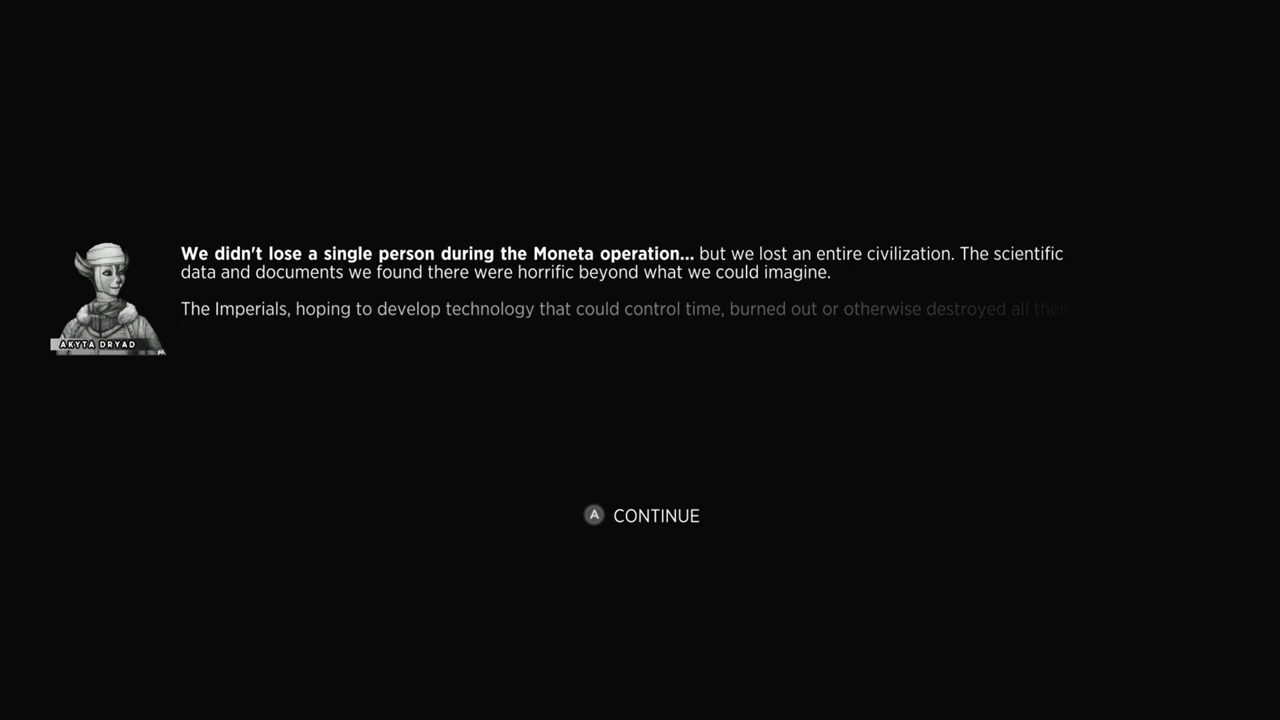 We didn't lose a single person during the Moneta operation... but we lost an entire civilization. The scientific
data and documents we found there were horrific beyond what we could imagine.
The Imperials, hoping to develop technology that could control time, burned out or otherwise destroyed all their
AKYTA DRYAD
A CONTINUE